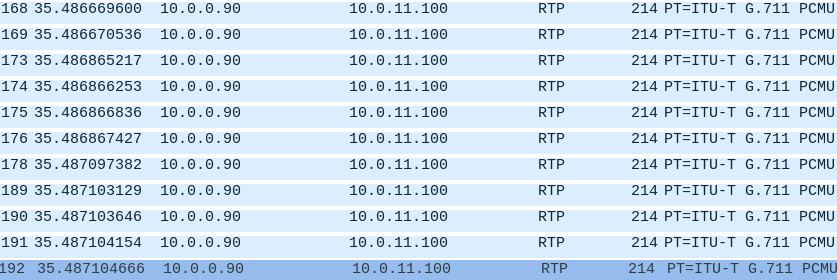 168 35.486669600 10.0.0.90 10.0.11.100 RTP 214 PT=ITU-T G.711 PCMU
169 35.486670536 10.0.0.90 10.0.11.100 RTP 214 PT=ITU-T G.711 PCMU
173 35.486865217 10.0.0.90 10.0.11.100 RTP 214 PT=ITU-T G.711 PCMU
174 35.486866253 10.0.0.90 10.0.11.100 RTP 214 PT=ITU-T G.711 PCMU
175 35.486866836 10.0.0.90 10.0.11.100 RTP 214 PT=ITU-T G.711 PCMU
176 35.486867427 10.0.0.90 10.0.11.100 RTP 214 PT=ITU-T G.711 PCMU
178 35.487097382 10.0.0.90 10.0.11.100 RTP 214 PT=ITU-T G.711 PCMU
189 35.487103129 10.0.0.90 10.0.11.100 RTP 214 PT=ITU-T G.711 PCMU
190 35.487103646 10.0.0.90 10.0.11.100 RTP 214 PT=ITU-T G.711 PCMU
191 35.487104154 10.0.0.90 10.0.11.100 RTP 214 PT=ITU-T G.711 PCMU
192 35.487104666 10.0.0.90 10.0.11.100 RTP 214 PT=ITU-T G.711 PCMU